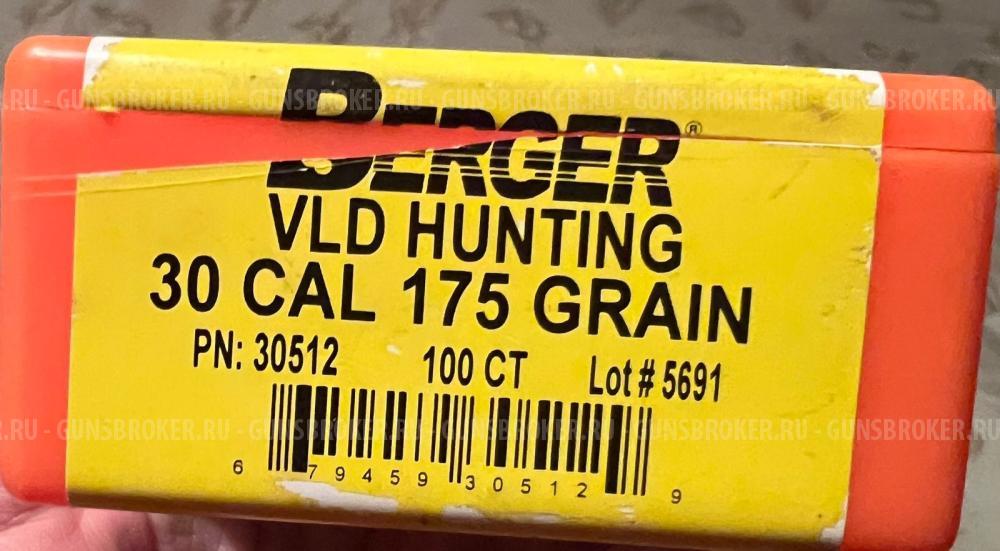 BERGER®
VLD HUNTING
30 CAL 175 GRAIN
PN: 30512 100 CT Lot # 5691
6 79459 30512 9
.RU - GUNSBROKER.RU - GUNSBROKER.RU - GUNSBROKER.RU - GUNSBROKER.RU - GUNSBROKER
.RU - GUNSBROKER.RU - GUNSBROKER.RU - GUNSBROKER.RU - GUNSBROKER.RU - GUNSBROKER